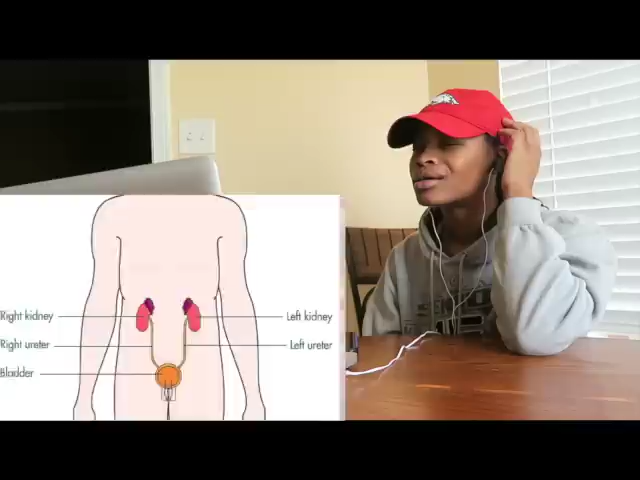 Right kidney
Left kidney
Right ureter
Left ureter
Bladder